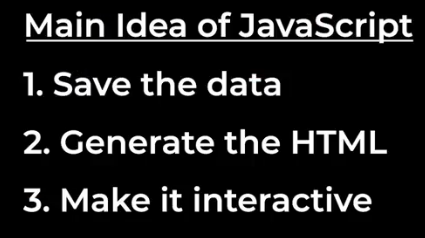 Main Idea of JavaScript
1. Save the data
2. Generate the HTML
3. Make it interactive